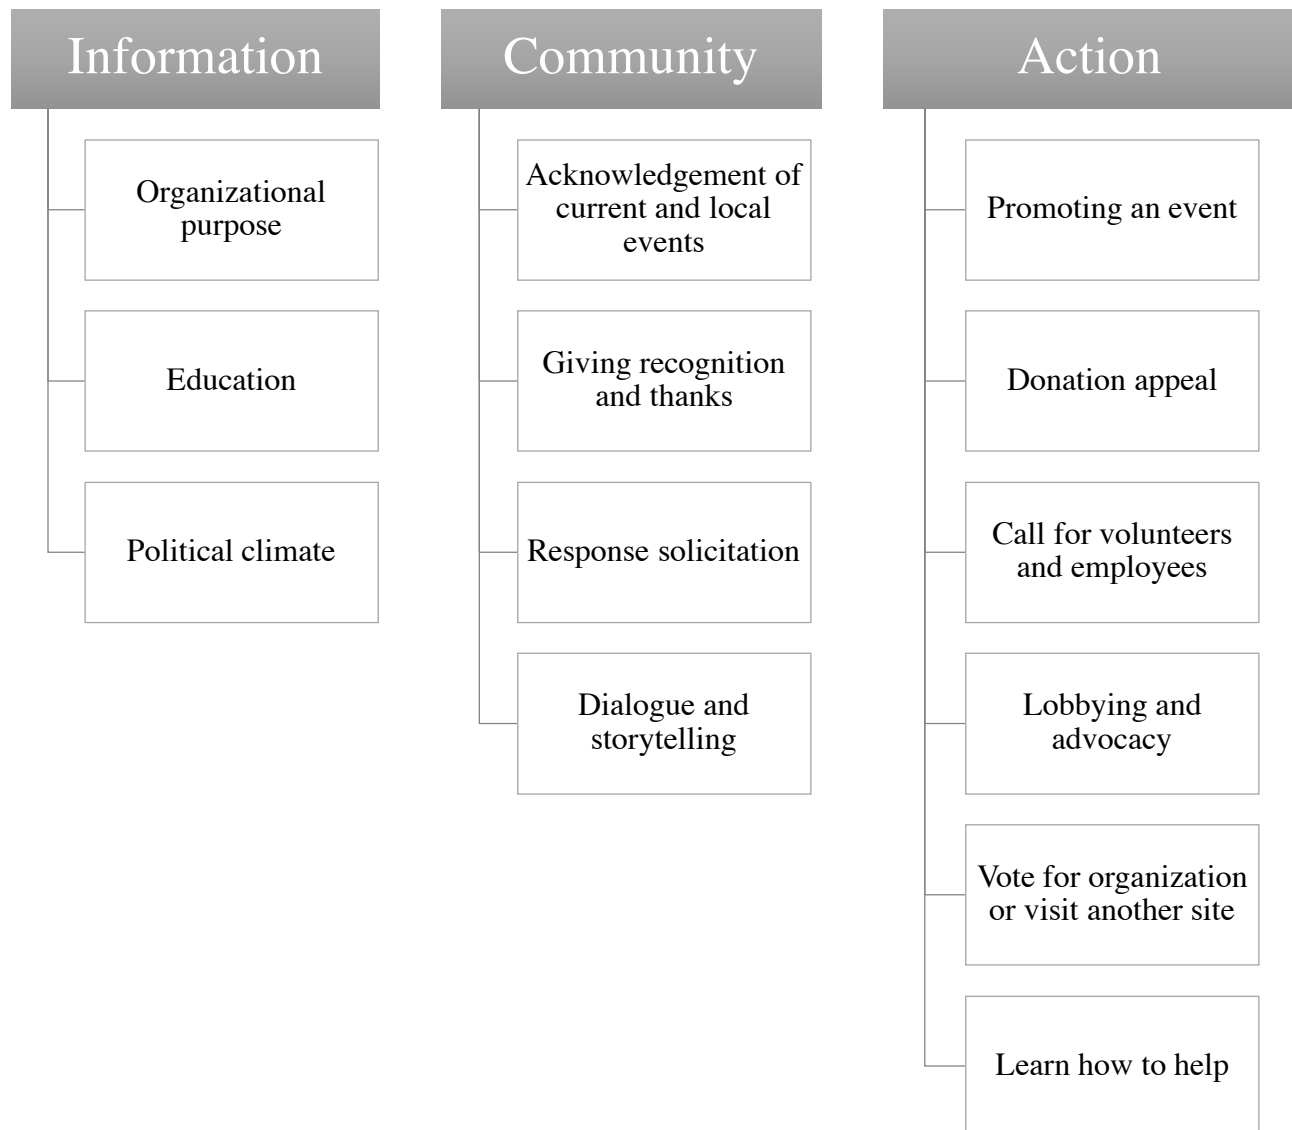 Information
Organizational
purpose
Education
Political climate
Community
Acknowledgement of
current and local
events
Giving recognition
and thanks
Response solicitation
Dialogue and
storytelling
Action
Promoting an event
Donation appeal
Call for volunteers
and employees
Lobbying and
advocacy
Vote for organization
or visit another site
Learn how to help